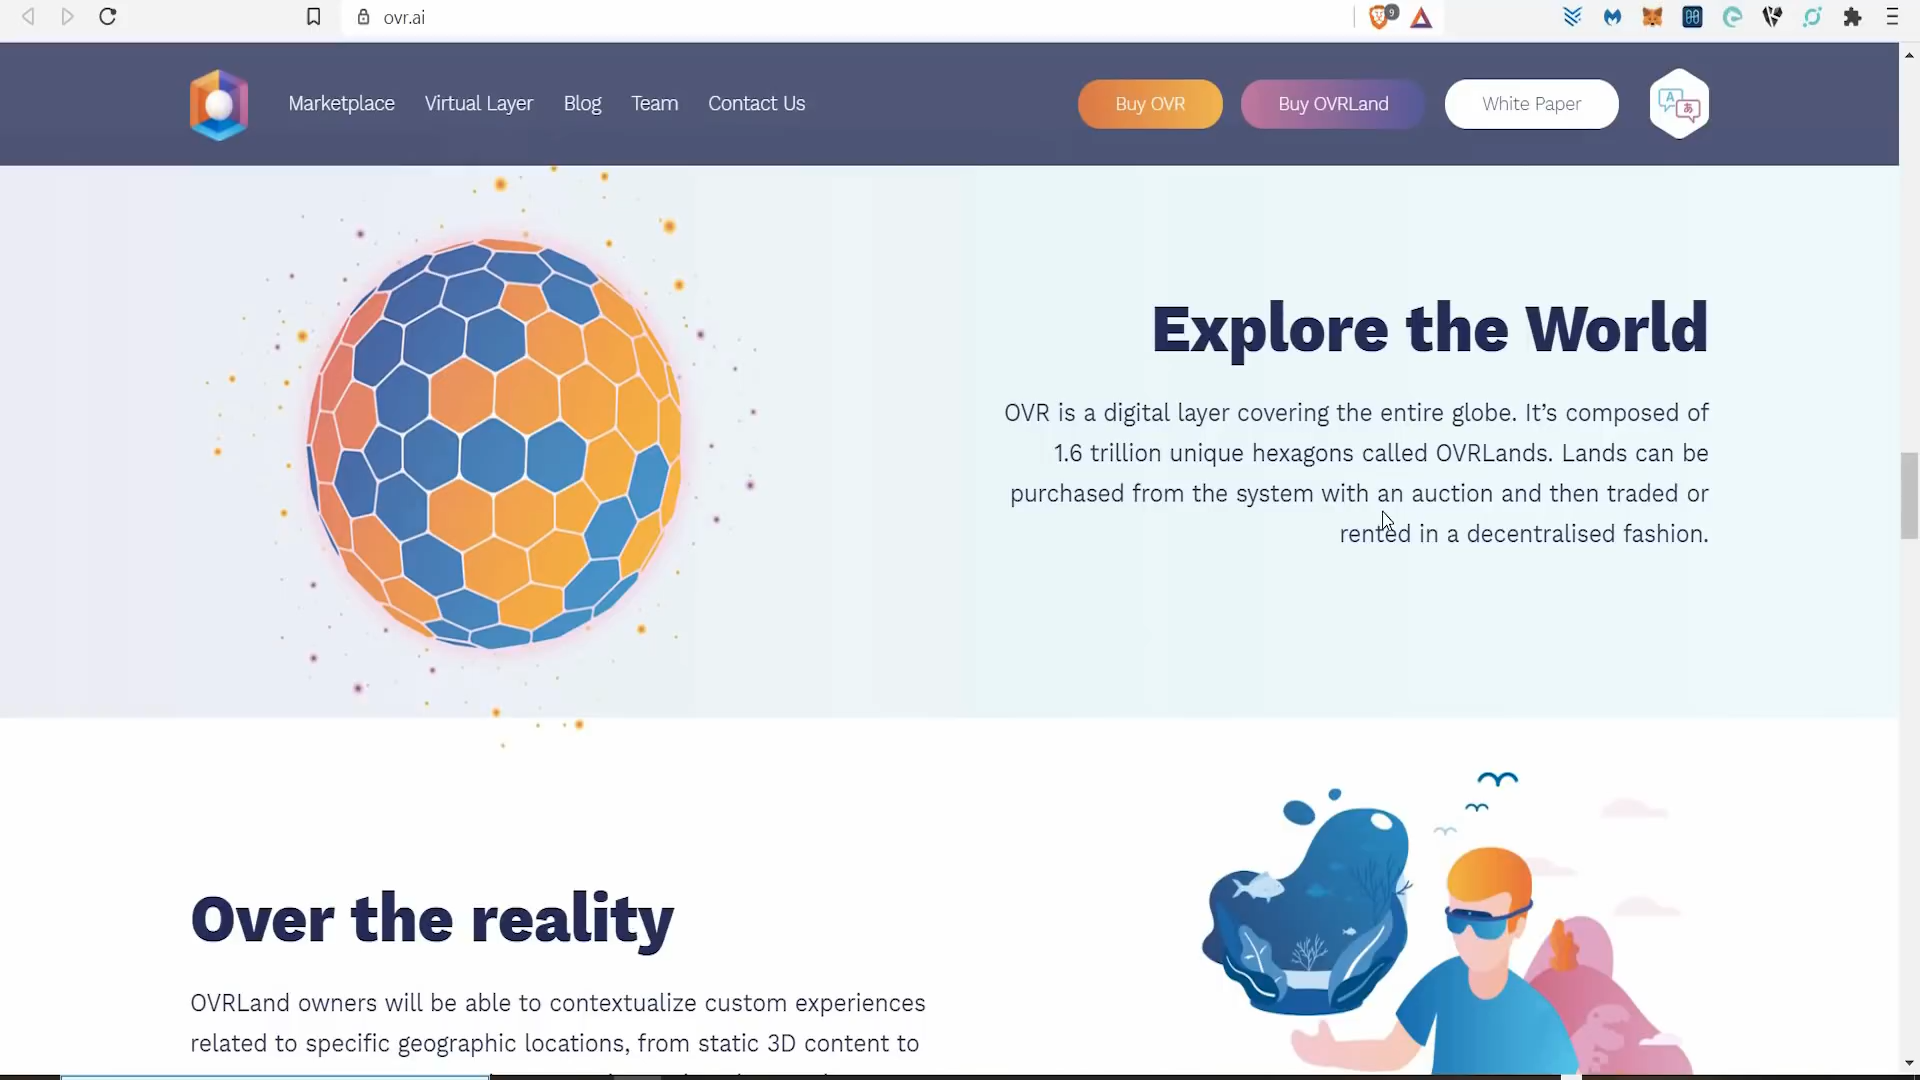 ovr.ai
9
Marketplace
Virtual Layer
Blog
Team
Contact Us
Buy OVR
Buy OVRLand
White Paper
A あ
Explore the World
OVR is a digital layer covering the entire globe. It’s composed of
1.6 trillion unique hexagons called OVRLands. Lands can be
purchased from the system with an auction and then traded or
rented in a decentralised fashion.
Over the reality
OVRLand owners will be able to contextualize custom experiences
related to specific geographic locations, from static 3D content to